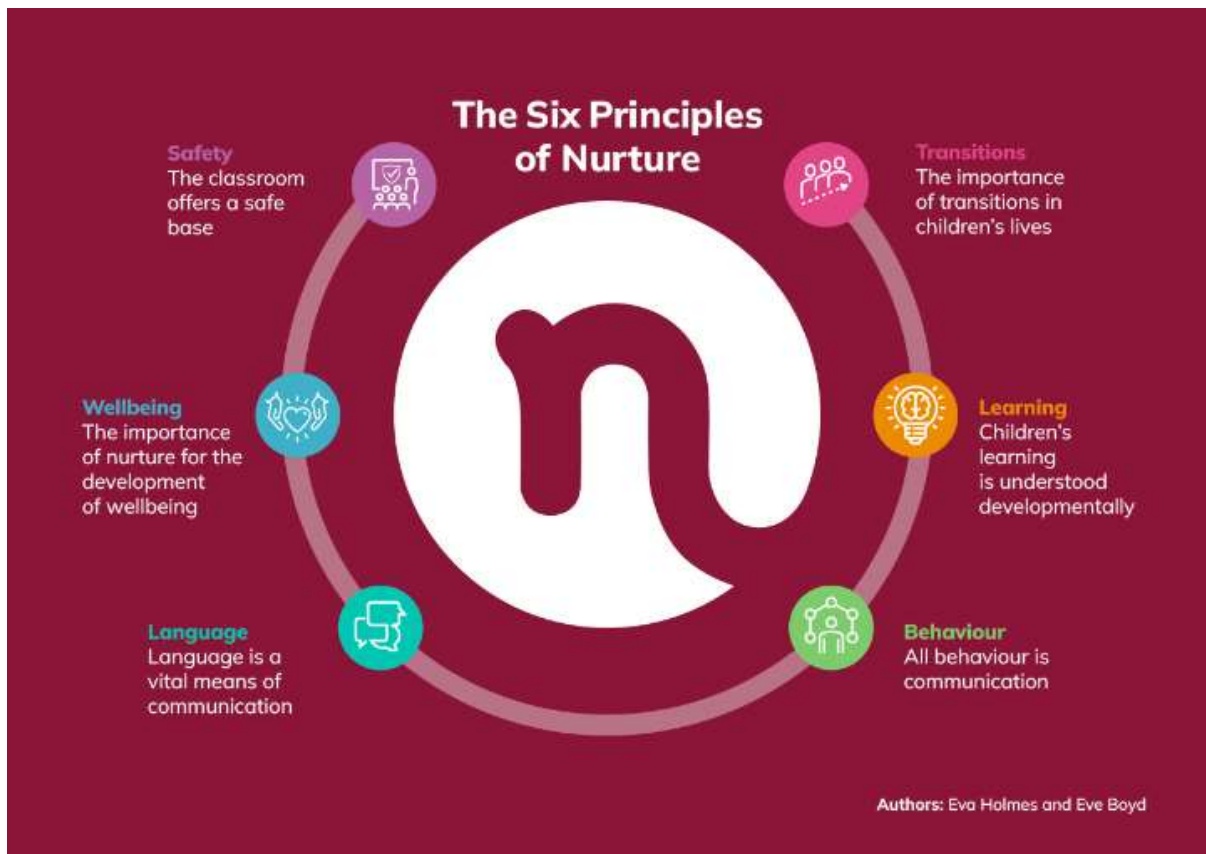 The Six Principles
of Nurture
Safety
The classroom
offers a safe
base
Transitions
The importance
of transitions in
children's lives
Wellbeing
The importance
of nurture for the
development
of wellbeing
n
Learning
Children's
learning
is understood
developmentally
Language
Language is a
vital means of
communication
Behaviour
All behaviour is
communication
Authors: Eva Holmes and Eve Boyd